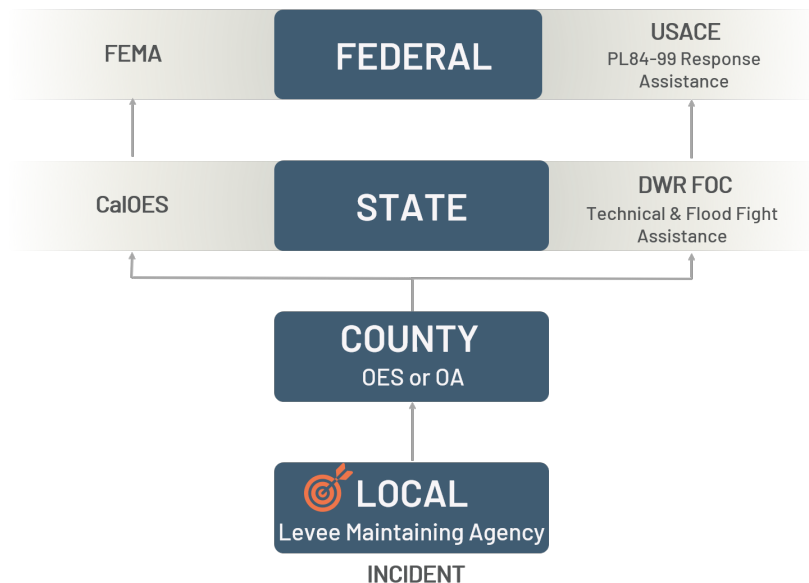 FEMA
FEDERAL
USACE
PL84-99 Response
Assistance
CalOES
STATE
DWR FOC
Technical & Flood Fight
Assistance
COUNTY
OES or OA
LOCAL
Levee Maintaining Agency
INCIDENT